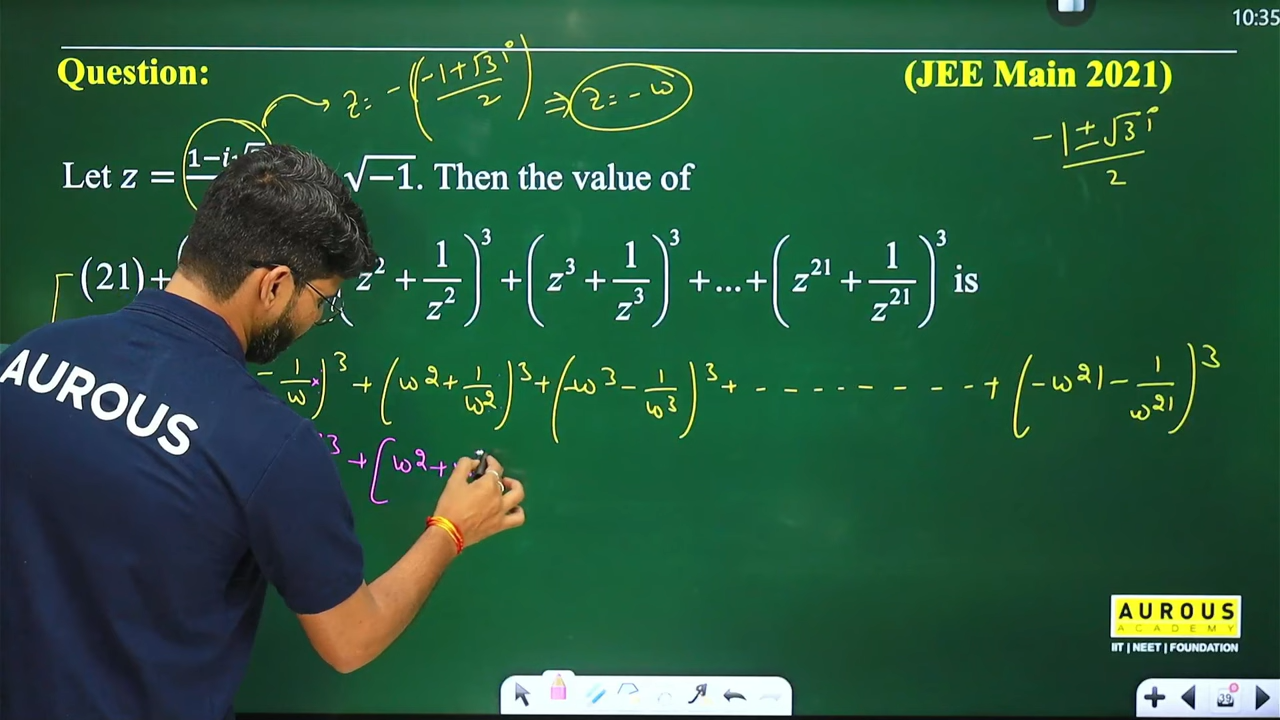 10:35
Question:
(JEE Main 2021)
z = -((-1+√3i)/2) ⇒ z = -ω
(-1±√3i)/2
Let z = 1−i√ √−1. Then the value of
(21)+ z² + 1/z²)³ + (z³ + 1/z³)³ + ... + (z²¹ + 1/z²¹)³ is
- 1/ω)³ + (ω² + 1/ω²)³ + (-ω³ - 1/ω³)³ + - - - - - - - - + (-ω²¹ - 1/ω²¹)³
³ + (ω² +
AUROUS
AUROUS
ACADEMY
IIT | NEET | FOUNDATION
39